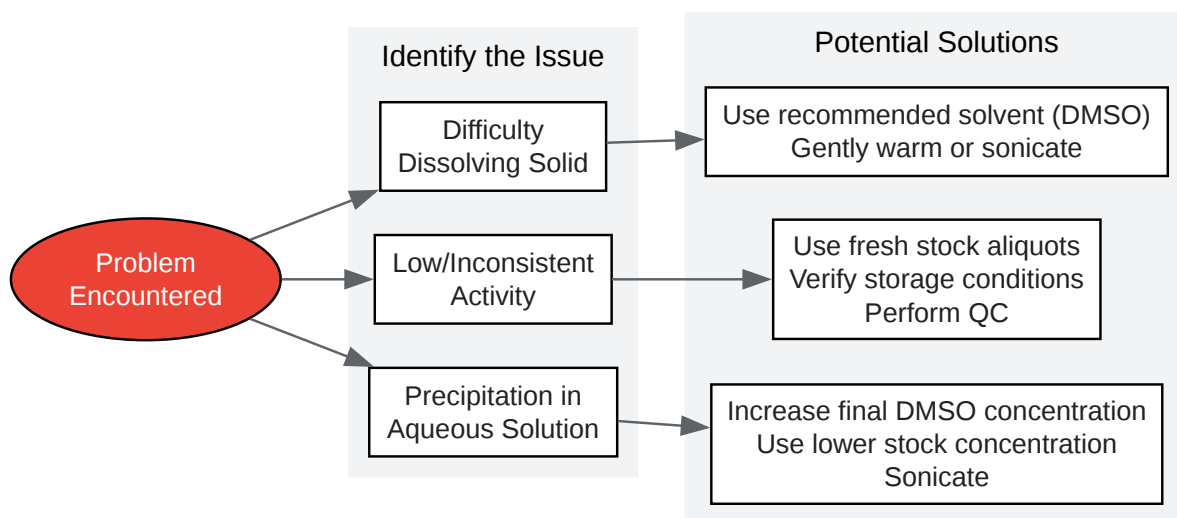 Problem
Encountered
Identify the Issue
Difficulty
Dissolving Solid
Low/Inconsistent
Activity
Precipitation in
Aqueous Solution
Potential Solutions
Use recommended solvent (DMSO)
Gently warm or sonicate
Use fresh stock aliquots
Verify storage conditions
Perform QC
Increase final DMSO concentration
Use lower stock concentration
Sonicate